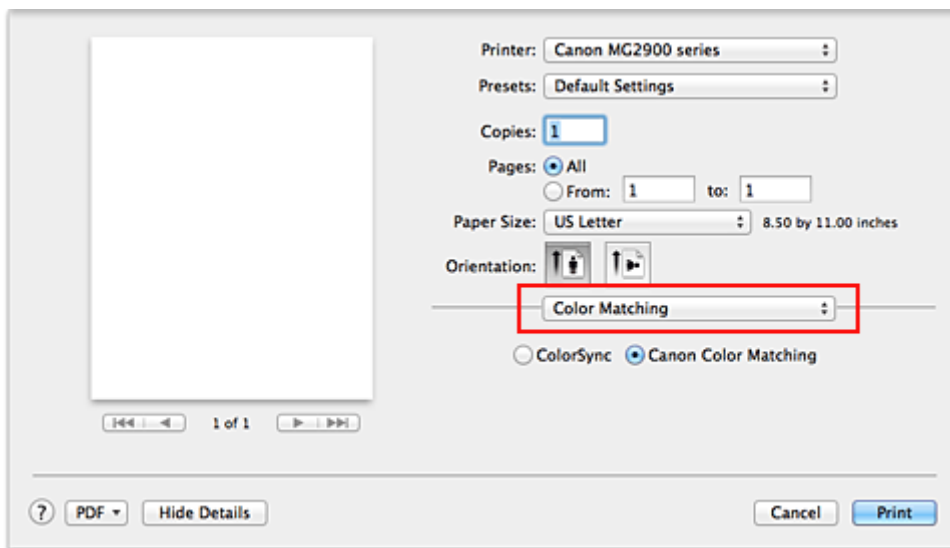 Printer: Canon MG2900 series
Presets: Default Settings
Copies: 1
Pages: All
From: 1 to: 1
Paper Size: US Letter 8.50 by 11.00 inches
Orientation:
Color Matching
ColorSync Canon Color Matching
1 of 1
? PDF Hide Details Cancel Print